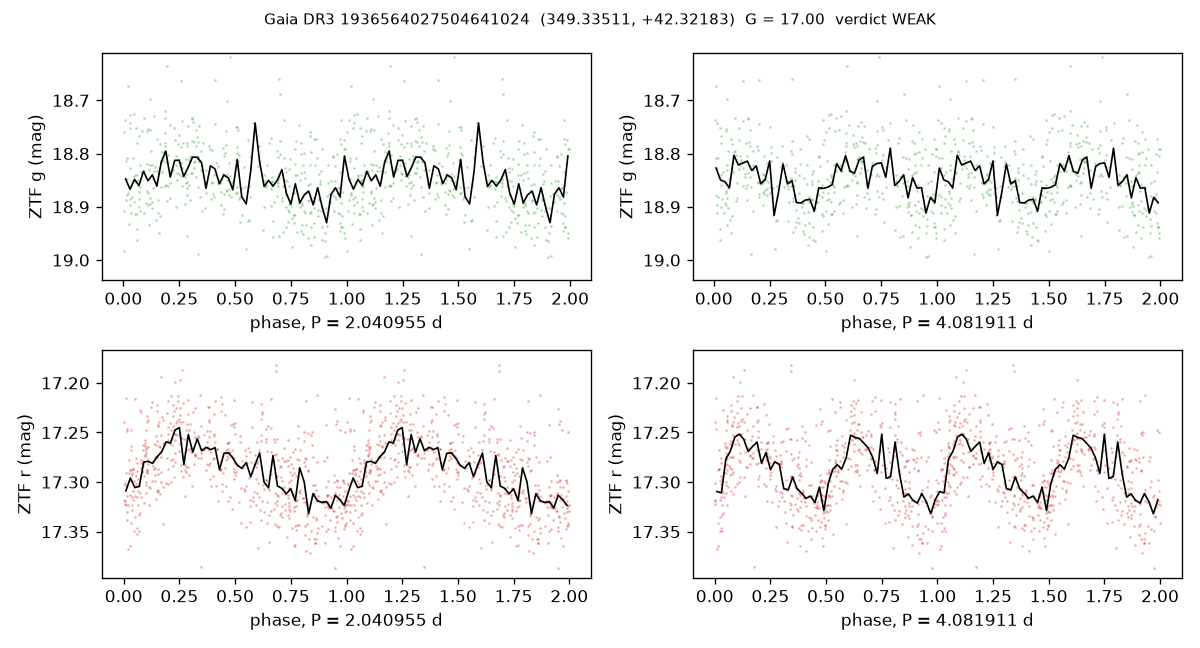 Gaia DR3 1936564027504641024 (349.33511, +42.32183) G = 17.00 verdict WEAK
ZTF g (mag)
18.7
18.8
18.9
19.0
0.00 0.25 0.50 0.75 1.00 1.25 1.50 1.75 2.00
phase, P = 2.040955 d
ZTF g (mag)
18.7
18.8
18.9
19.0
0.00 0.25 0.50 0.75 1.00 1.25 1.50 1.75 2.00
phase, P = 4.081911 d
ZTF r (mag)
17.20
17.25
17.30
17.35
0.00 0.25 0.50 0.75 1.00 1.25 1.50 1.75 2.00
phase, P = 2.040955 d
ZTF r (mag)
17.20
17.25
17.30
17.35
0.00 0.25 0.50 0.75 1.00 1.25 1.50 1.75 2.00
phase, P = 4.081911 d